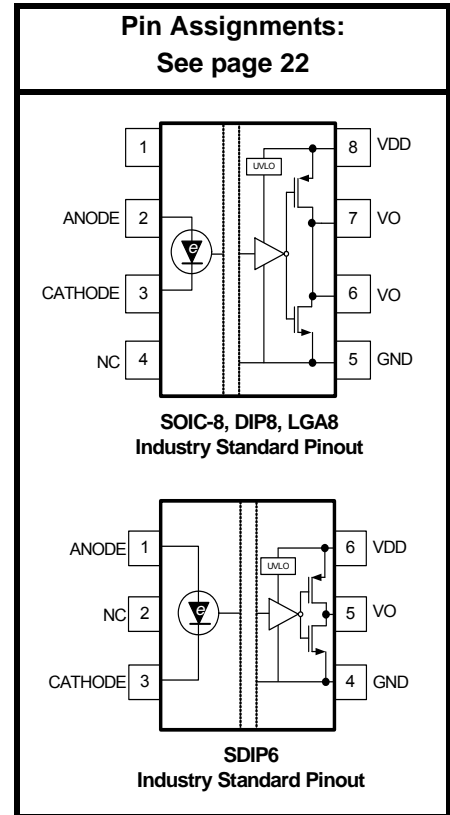 Pin Assignments:
See page 22
1
8 VDD
UVLO
ANODE 2
e
7 VO
CATHODE 3
6 VO
NC 4
5 GND
SOIC-8, DIP8, LGA8
Industry Standard Pinout
ANODE 1
6 VDD
UVLO
NC 2
e
5 VO
CATHODE 3
4 GND
SDIP6
Industry Standard Pinout